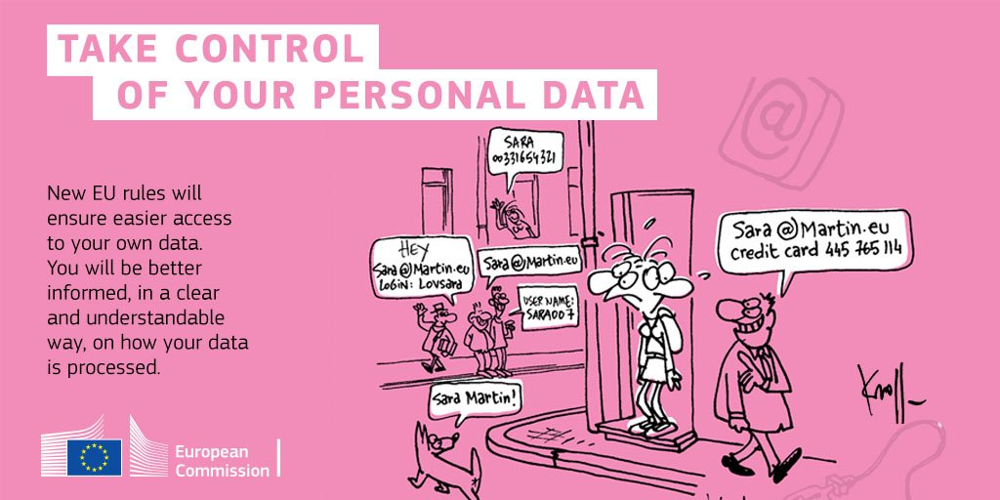 TAKE CONTROL
OF YOUR PERSONAL DATA
New EU rules will
ensure easier access
to your own data.
You will be better
informed, in a clear
and understandable
way, on how your data
is processed.
European
Commission
SARA
00331654321
HEY
Sara@Martin.eu
LOGIN: LOVSARA
Sara@Martin.eu
USER NAME:
SARA007
Sara @ Martin.eu
credit card 445 765 114
Sara Martin!
@
Kroll